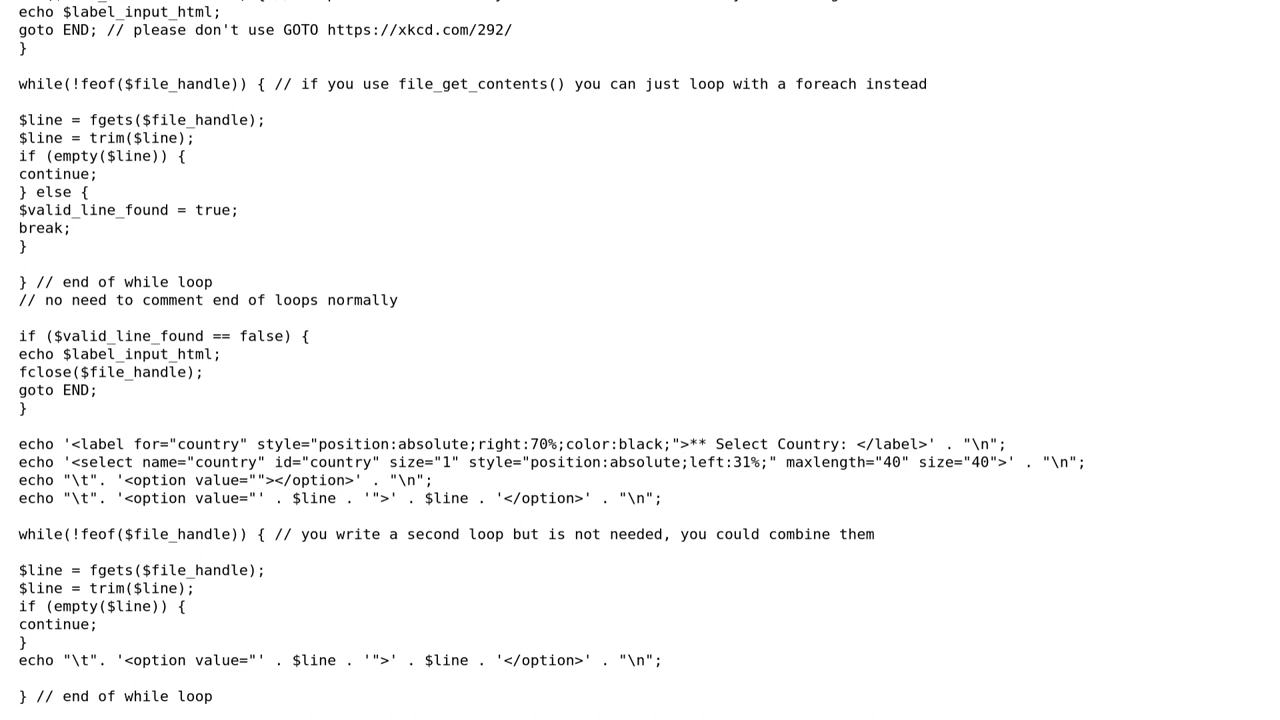 echo $label_input_html;
goto END; // please don't use GOTO https://xkcd.com/292/
}
while(!feof($file_handle)) { // if you use file_get_contents() you can just loop with a foreach instead
$line = fgets($file_handle);
$line = trim($line);
if (empty($line)) {
continue;
} else {
$valid_line_found = true;
break;
}
} // end of while loop
// no need to comment end of loops normally
if ($valid_line_found == false) {
echo $label_input_html;
fclose($file_handle);
goto END;
}
echo '<label for="country" style="position:absolute;right:70%;color:black;">** Select Country: </label>' . "\n";
echo '<select name="country" id="country" size="1" style="position:absolute;left:31%;" maxlength="40" size="40">' . "\n";
echo "\t". '<option value=""></option>' . "\n";
echo "\t". '<option value="' . $line . '">' . $line . '</option>' . "\n";
while(!feof($file_handle)) { // you write a second loop but is not needed, you could combine them
$line = fgets($file_handle);
$line = trim($line);
if (empty($line)) {
continue;
}
echo "\t". '<option value="' . $line . '">' . $line . '</option>' . "\n";
} // end of while loop